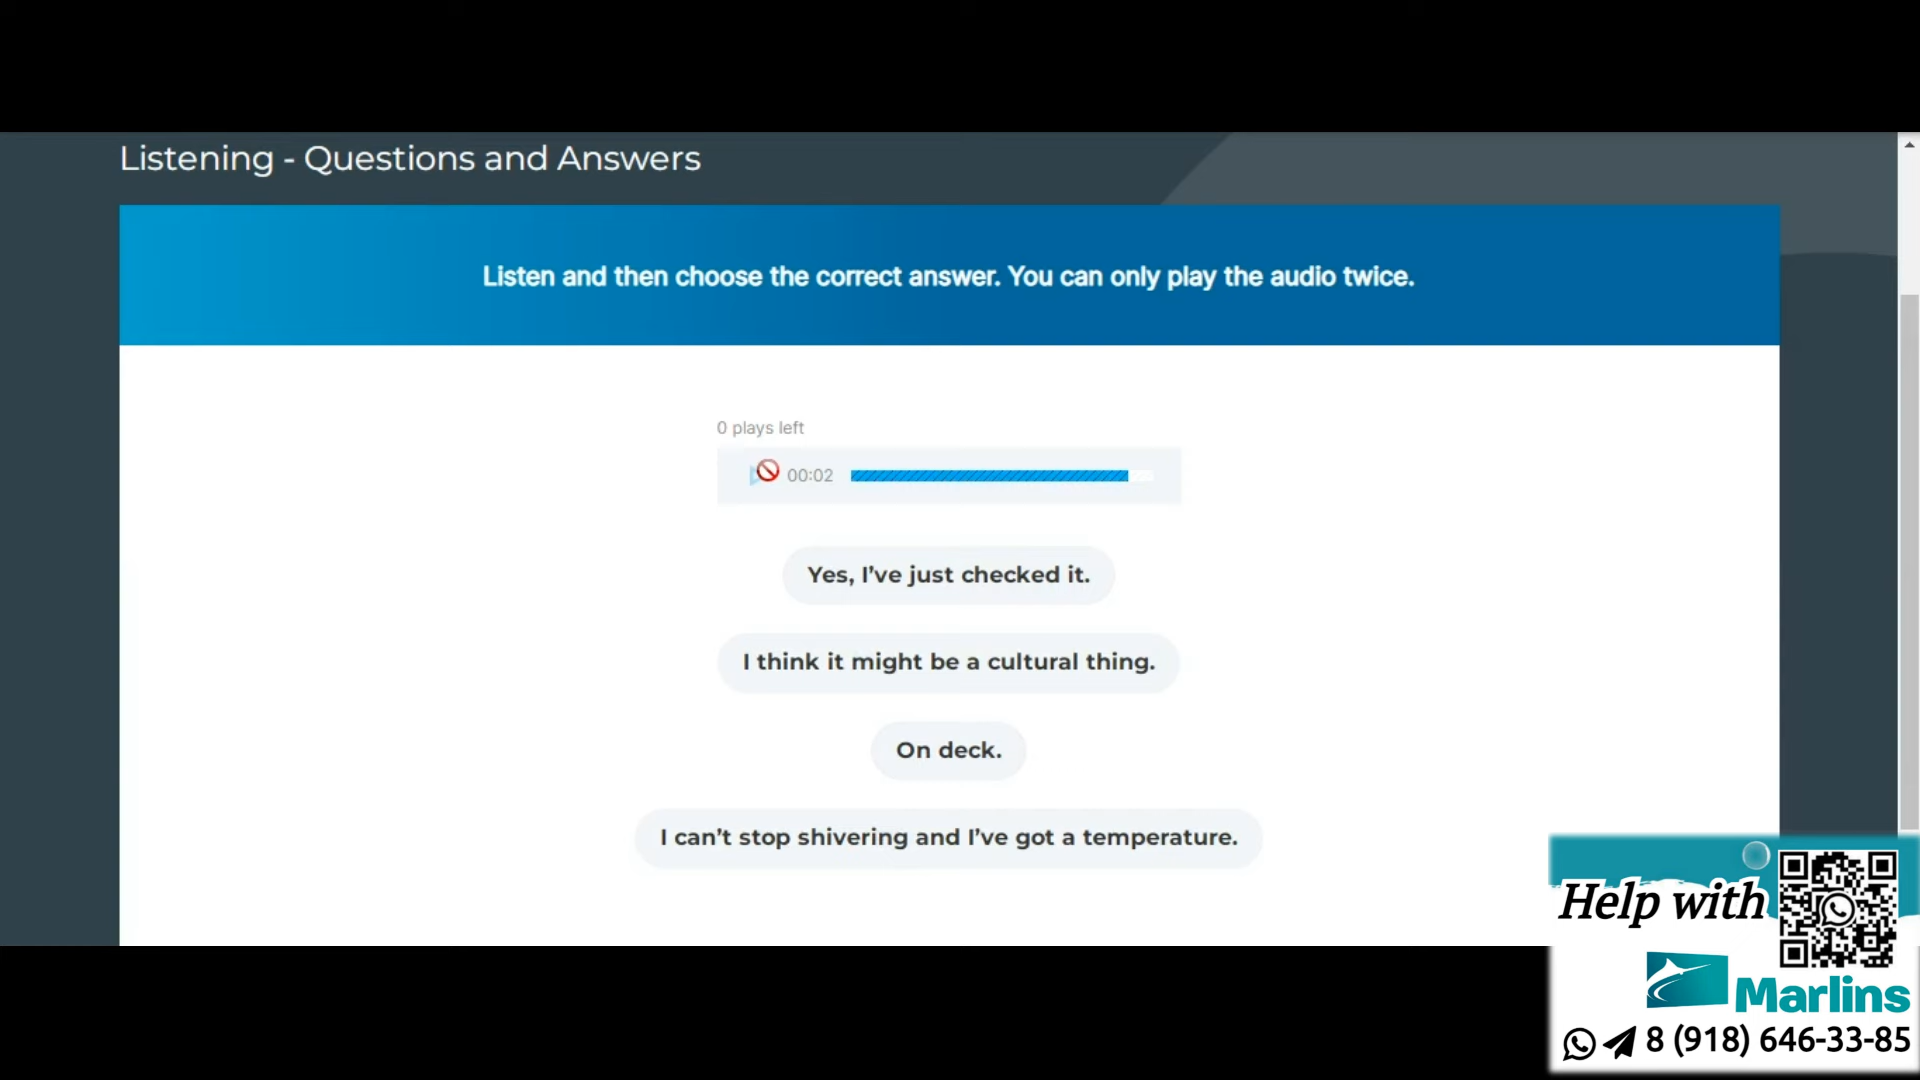 Listening - Questions and Answers
Listen and then choose the correct answer. You can only play the audio twice.
0 plays left
00:02
Yes, I’ve just checked it.
I think it might be a cultural thing.
On deck.
I can’t stop shivering and I’ve got a temperature.
Help with
Marlins
8 (918) 646-33-85